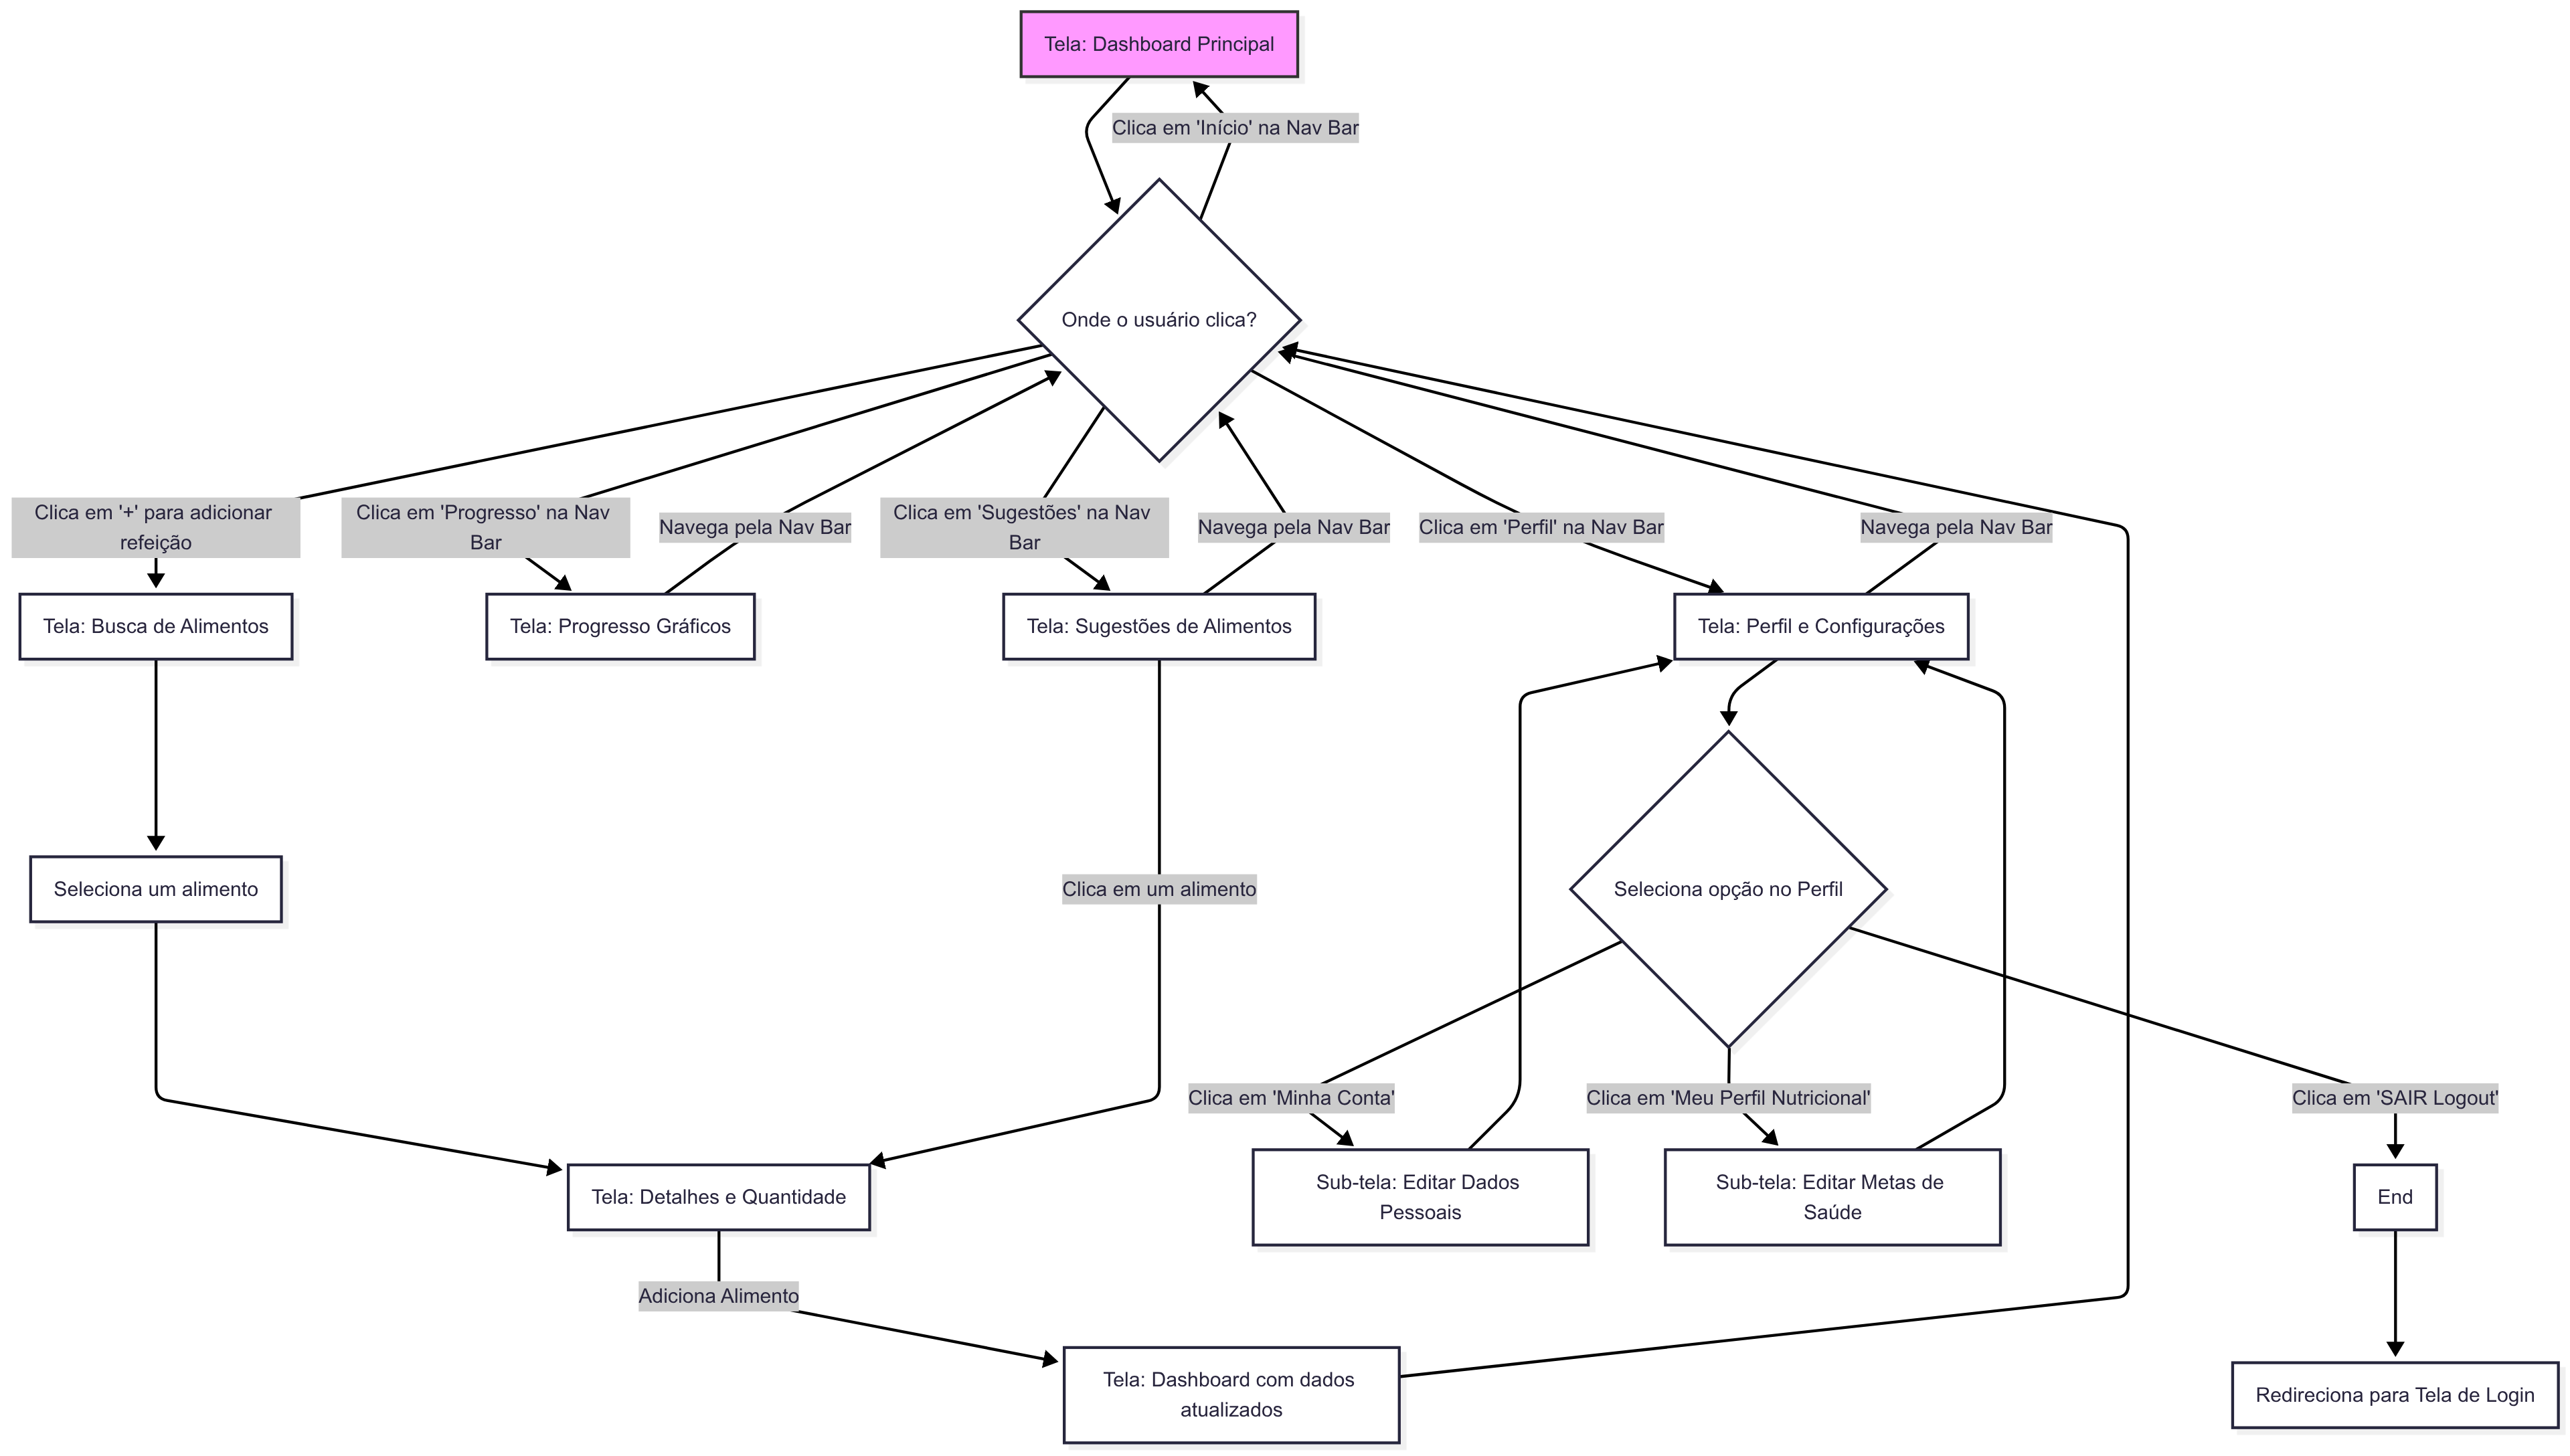 Tela: Dashboard Principal
Clica em 'Início' na Nav Bar
Onde o usuário clica?
Clica em '+' para adicionar
refeição
Clica em 'Progresso' na Nav
Bar
Navega pela Nav Bar
Clica em 'Sugestões' na Nav
Bar
Navega pela Nav Bar
Clica em 'Perfil' na Nav Bar
Navega pela Nav Bar
Tela: Busca de Alimentos
Tela: Progresso Gráficos
Tela: Sugestões de Alimentos
Tela: Perfil e Configurações
Seleciona um alimento
Clica em um alimento
Seleciona opção no Perfil
Clica em 'Minha Conta'
Clica em 'Meu Perfil Nutricional'
Clica em 'SAIR Logout'
Tela: Detalhes e Quantidade
Sub-tela: Editar Dados
Pessoais
Sub-tela: Editar Metas de
Saúde
End
Adiciona Alimento
Tela: Dashboard com dados
atualizados
Redireciona para Tela de Login